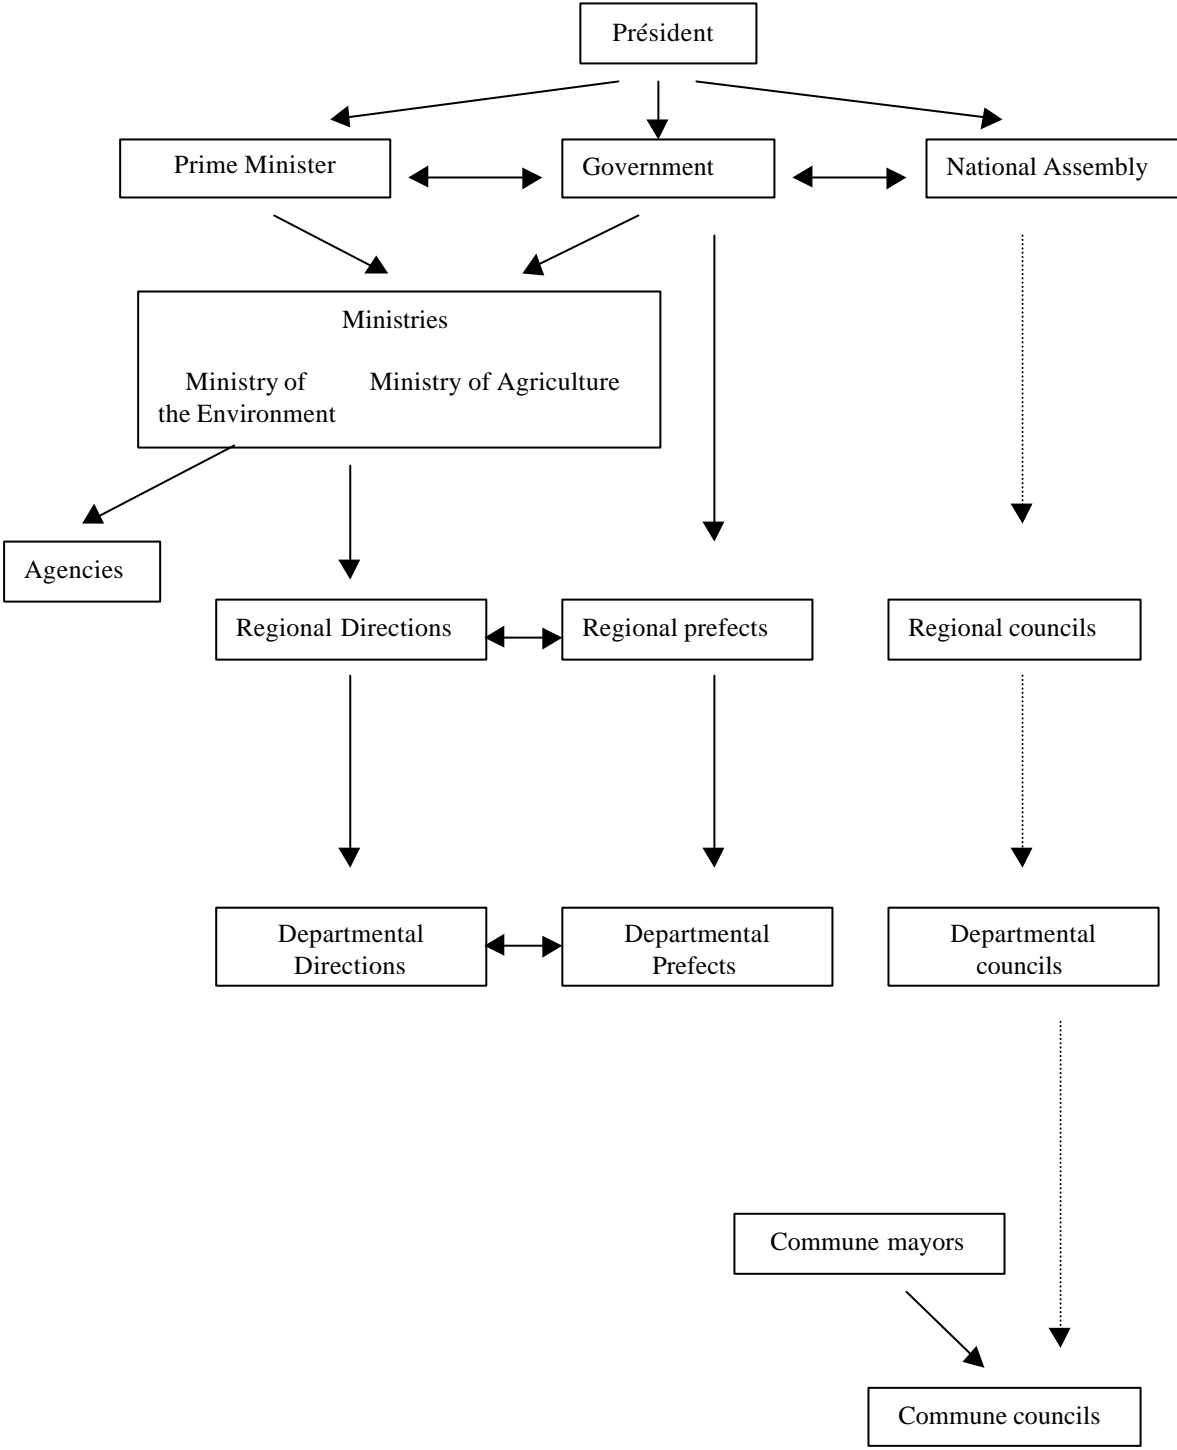 Président
Prime Minister
Government
National Assembly
Ministries
Ministry of
the Environment
Ministry of Agriculture
Agencies
Regional Directions
Regional prefects
Regional councils
Departmental
Directions
Departmental
Prefects
Departmental
councils
Commune mayors
Commune councils